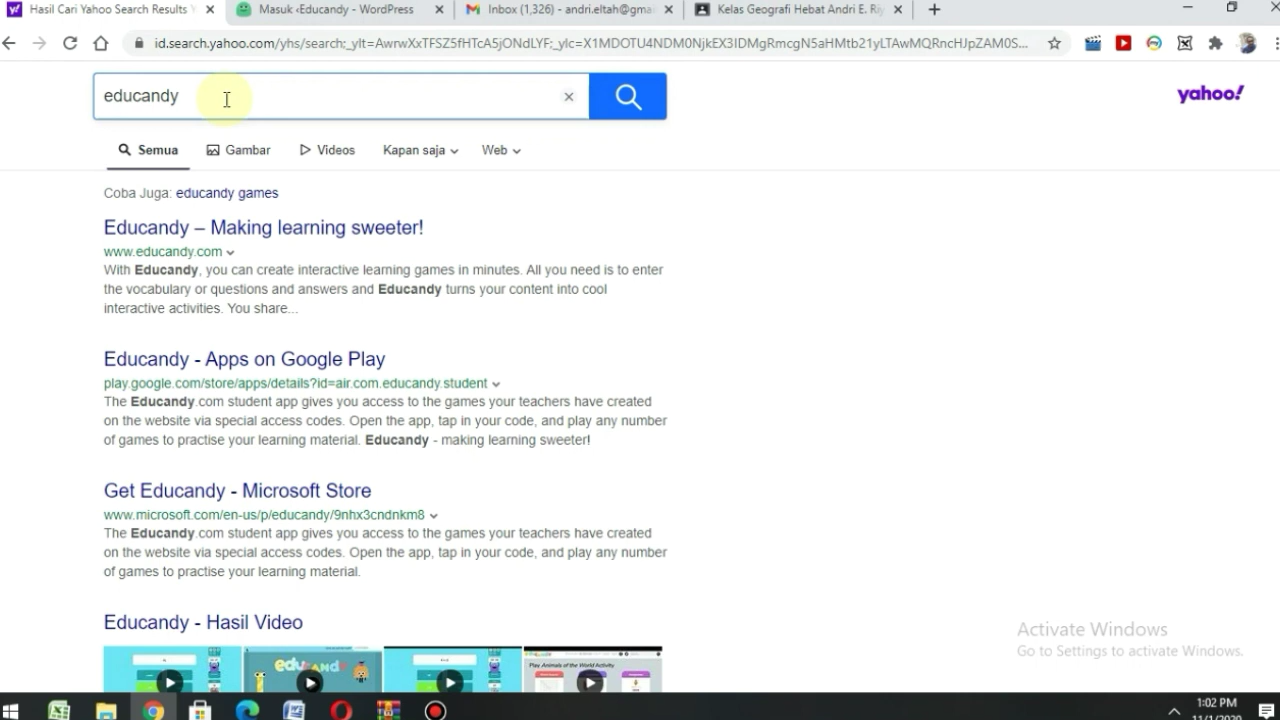 Hasil Cari Yahoo Search Results Y
Masuk ‹Educandy - WordPress
Inbox (1,326) - andri.eltah@gma
Kelas Geografi Hebat Andri E. Riy
id.search.yahoo.com/yhs/search;_ylt=AwrwXxTFSZ5fHTcA5jONdLYF;_ylc=X1MDOTU4NDM0NjkEX3IDMgRmcgN5aHMtb21yLTAwMQRncHJpZAM0S...
educandy
yahoo!
Semua
Gambar
Videos
Kapan saja
Web
Coba Juga: educandy games
Educandy – Making learning sweeter!
www.educandy.com
With Educandy, you can create interactive learning games in minutes. All you need is to enter
the vocabulary or questions and answers and Educandy turns your content into cool
interactive activities. You share...
Educandy - Apps on Google Play
play.google.com/store/apps/details?id=air.com.educandy.student
The Educandy.com student app gives you access to the games your teachers have created
on the website via special access codes. Open the app, tap in your code, and play any number
of games to practise your learning material. Educandy - making learning sweeter!
Get Educandy - Microsoft Store
www.microsoft.com/en-us/p/educandy/9nhx3cndnkm8
The Educandy.com student app gives you access to the games your teachers have created
on the website via special access codes. Open the app, tap in your code, and play any number
of games to practise your learning material.
Educandy - Hasil Video
educandy
Play Animals of the World Activity
Activate Windows
Go to Settings to activate Windows.
1:02 PM
11/1/2020